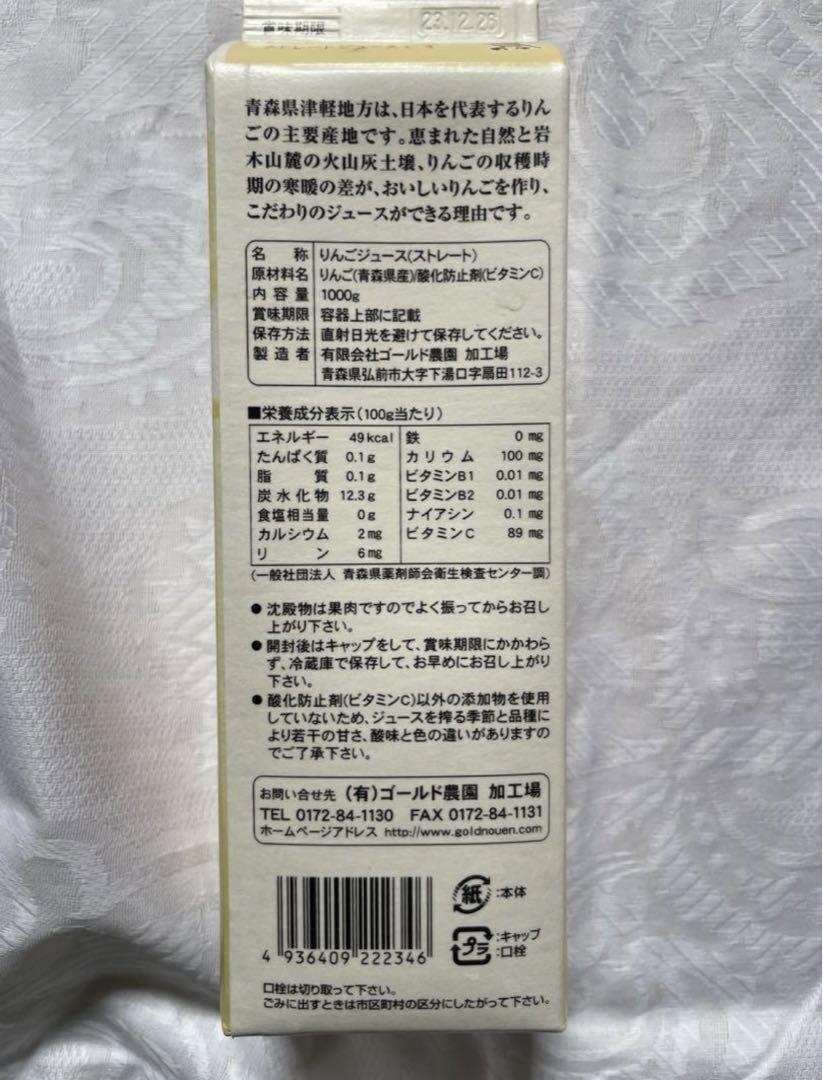 賞味期限 23.12.26
青森県津軽地方は、日本を代表するりん
ごの主要産地です。恵まれた自然と岩
木山麓の火山灰土壌、りんごの収穫時
期の寒暖の差が、おいしいりんごを作り、
こだわりのジュースができる理由です。
名称 りんごジュース(ストレート)
原材料名 りんご(青森県産)/酸化防止剤(ビタミンC)
内容量 1000g
賞味期限 容器上部に記載
保存方法 直射日光を避けて保存してください。
製造者 有限会社ゴールド農園 加工場
青森県弘前市大字下湯口字扇田112-3
■栄養成分表示(100g当たり)
エネルギー 49kcal 鉄 0mg
たんぱく質 0.1g カリウム 100mg
脂質 0.1g ビタミンB1 0.01mg
炭水化物 12.3g ビタミンB2 0.01mg
食塩相当量 0g ナイアシン 0.1mg
カルシウム 2mg ビタミンC 89mg
リン 6mg
(一般社団法人 青森県薬剤師会衛生検査センター調)
● 沈殿物は果肉ですのでよく振ってからお召し
上がり下さい。
● 開封後はキャップをして、賞味期限にかかわら
ず、冷蔵庫で保存して、お早めにお召し上がり
下さい。
● 酸化防止剤(ビタミンC)以外の添加物を使用
していないため、ジュースを搾る季節と品種に
より若干の甘さ、酸味と色の違いがありますの
でご了承下さい。
お問い合せ先 (有)ゴールド農園 加工場
TEL 0172-84-1130 FAX 0172-84-1131
ホームページアドレス http://www.goldnouen.com
紙 :本体
プラ :キャップ
:口栓
4 936409 222346
口栓は切り取って下さい。
ごみに出すときは市区町村の区分にしたがって下さい。